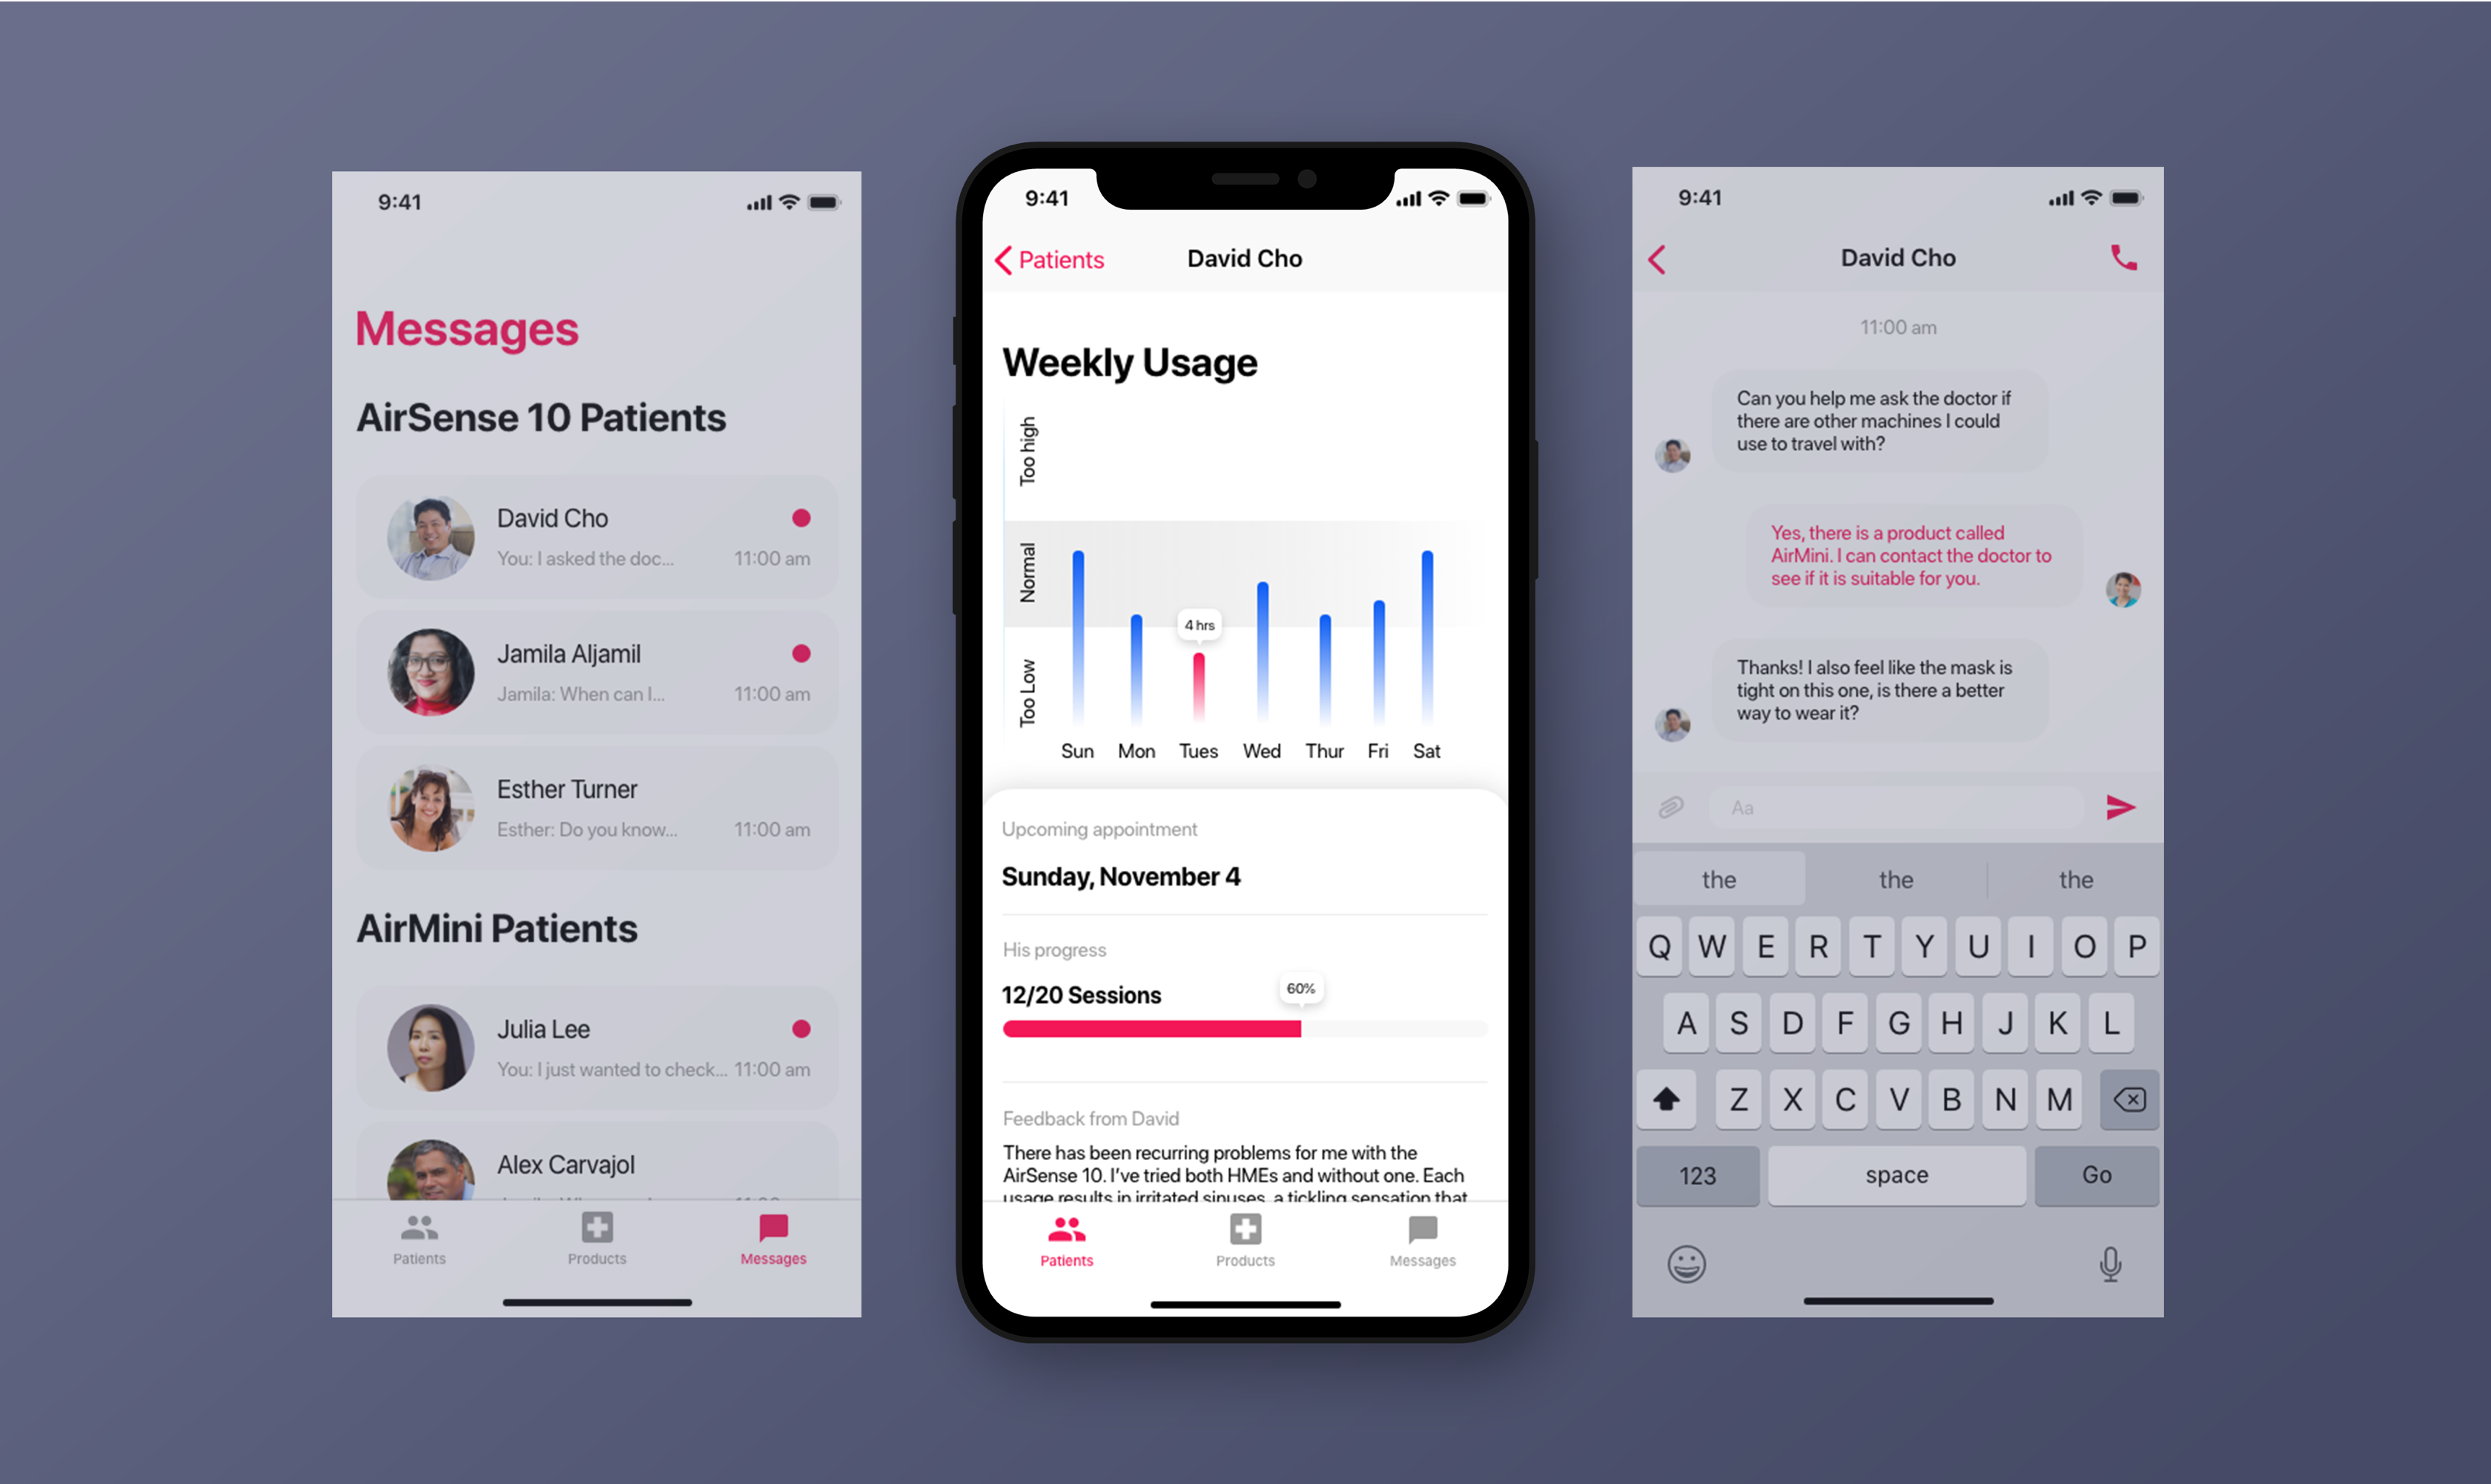 9:41
Messages
AirSense 10 Patients
David Cho
You: I asked the doc... 11:00 am
Jamila Aljamil
Jamila: When can I... 11:00 am
Esther Turner
Esther: Do you know... 11:00 am
AirMini Patients
Julia Lee
You: I just wanted to check... 11:00 am
Alex Carvajol
Patients Products Messages
9:41
Patients David Cho
Weekly Usage
Too high
Normal
Too Low
4 hrs
Sun Mon Tues Wed Thur Fri Sat
Upcoming appointment
Sunday, November 4
His progress
12/20 Sessions 60%
Feedback from David
There has been recurring problems for me with the
AirSense 10. I've tried both HMEs and without one. Each
usage results in irritated sinuses, a tickling sensation that
Patients Products Messages
9:41
David Cho
11:00 am
Can you help me ask the doctor if
there are other machines I could
use to travel with?
Yes, there is a product called
AirMini. I can contact the doctor to
see if it is suitable for you.
Thanks! I also feel like the mask is
tight on this one, is there a better
way to wear it?
Aa
the the the
Q W E R T Y U I O P
A S D F G H J K L
Z X C V B N M
123 space Go